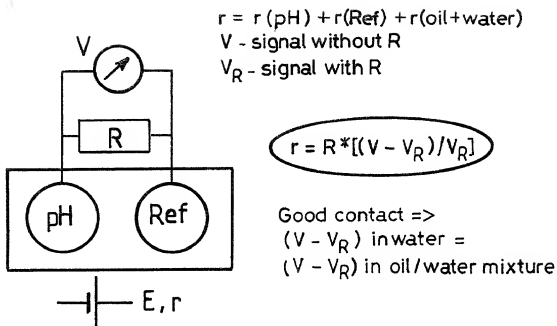 r = r(pH) + r(Ref) + r(oil+water)
V - signal without R
V_R - signal with R
V
R
r = R*[(V - V_R)/V_R]
pH
Ref
Good contact =>
(V - V_R) in water =
(V - V_R) in oil/water mixture
E, r